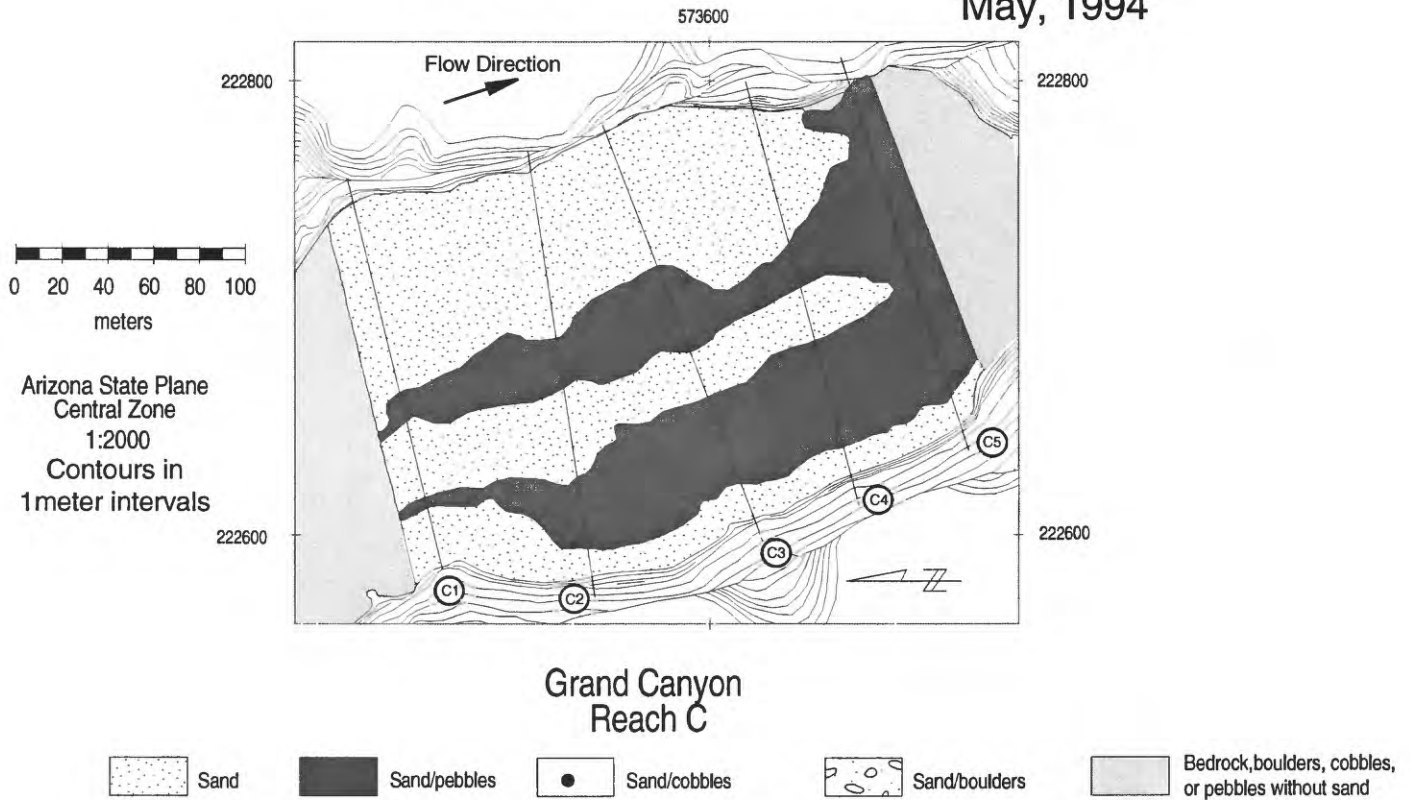 May, 1994
573600
222800
Flow Direction
222800
0 20 40 60 80 100
meters
Arizona State Plane
Central Zone
1:2000
Contours in
1meter intervals
C5
C4
222600
222600
C3
N
C1
C2
Grand Canyon
Reach C
Sand
Sand/pebbles
Sand/cobbles
Sand/boulders
Bedrock,boulders, cobbles,
or pebbles without sand